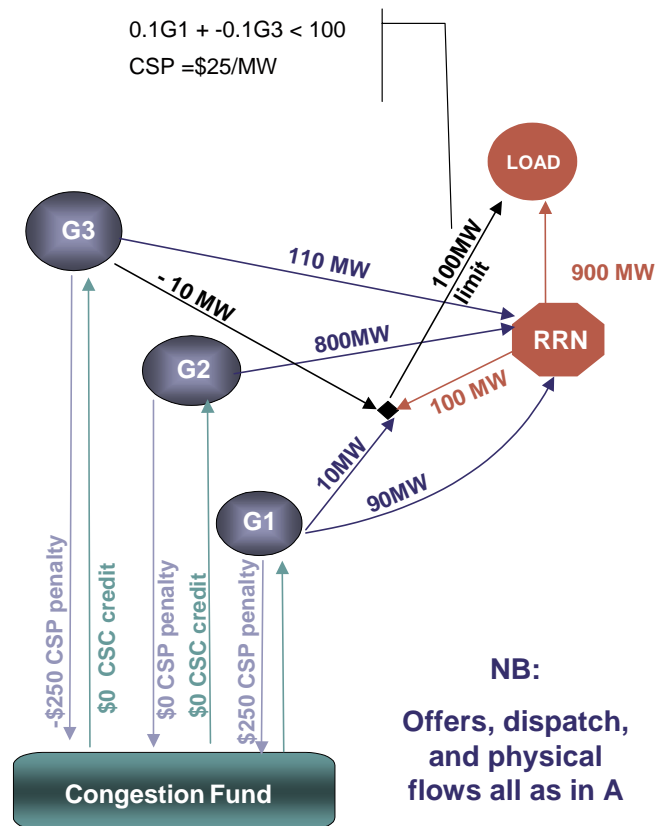 0.1G1 + -0.1G3 < 100
CSP =$25/MW
LOAD
G3
110 MW
- 10 MW
100MW
limit
900 MW
800MW
G2
RRN
100 MW
10MW
90MW
G1
-$250 CSP penalty
$0 CSC credit
$0 CSP penalty
$0 CSC credit
$250 CSP penalty
NB:
Offers, dispatch,
and physical
flows all as in A
Congestion Fund